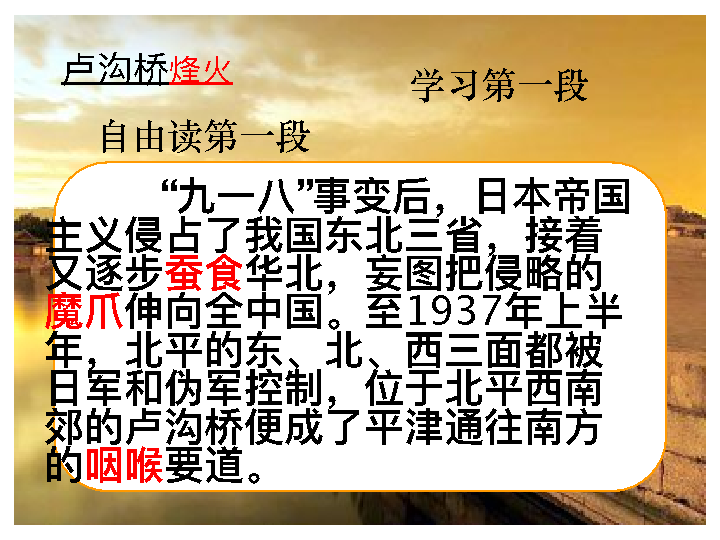 卢沟桥烽火
学习第一段
自由读第一段
“九一八”事变后，日本帝国
主义侵占了我国东北三省，接着
又逐步蚕食华北，妄图把侵略的
魔爪伸向全中国。至1937年上半
年，北平的东、北、西三面都被
日军和伪军控制，位于北平西南
郊的卢沟桥便成了平津通往南方
的咽喉要道。